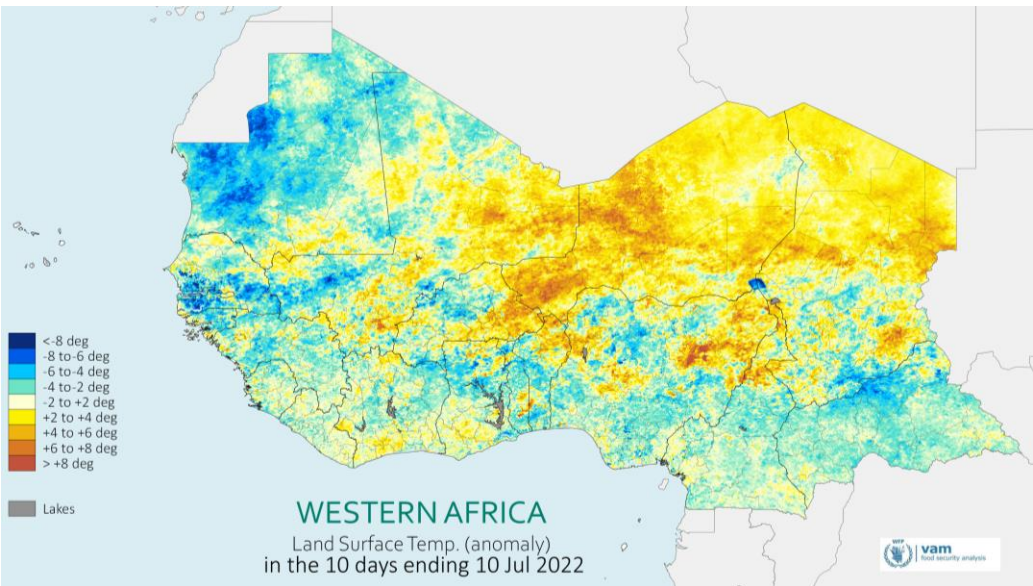 <-8 deg
-8 to-6 deg
-6 to-4 deg
-4 to-2 deg
-2 to +2 deg
+2 to +4 deg
+4 to +6 deg
+6 to +8 deg
> +8 deg
Lakes
WESTERN AFRICA
Land Surface Temp. (anomaly)
in the 10 days ending 10 Jul 2022
WFP
vam
food security analysis